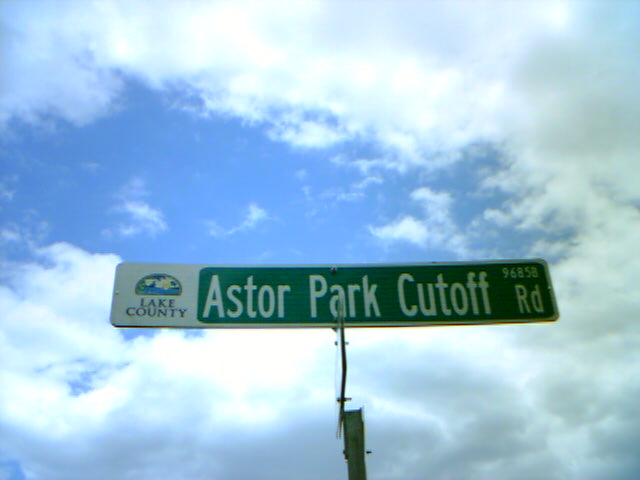 LAKE
COUNTY
Astor Park Cutoff Rd
9685B